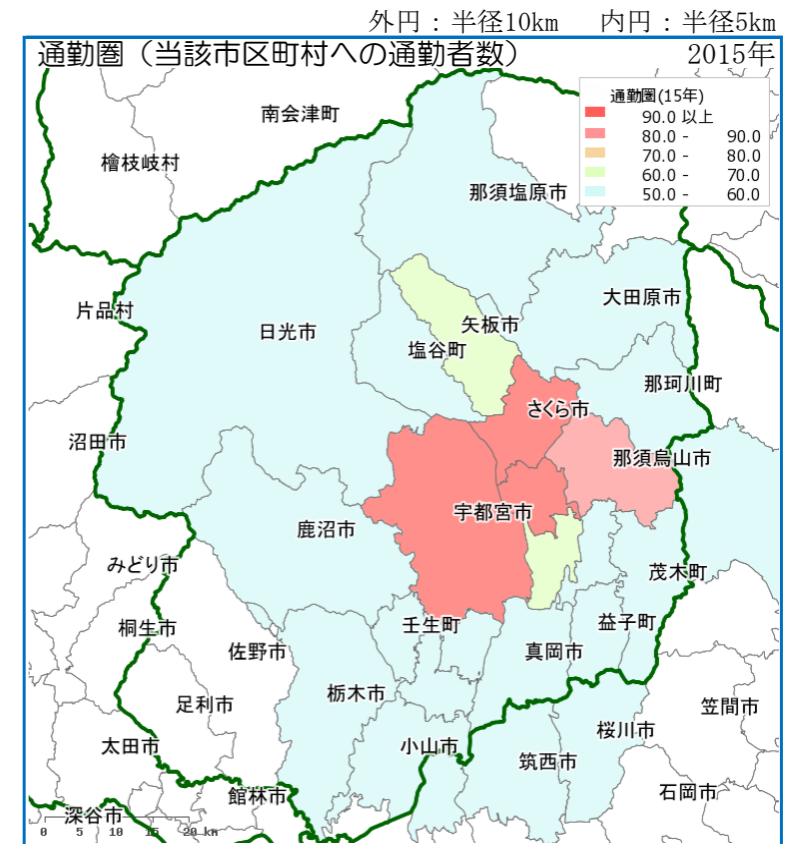 外円：半径10km　内円：半径5km
通勤圏（当該市区町村への通勤者数）　2015年
通勤圏(15年)
90.0 以上
80.0 - 90.0
70.0 - 80.0
60.0 - 70.0
50.0 - 60.0
南会津町
檜枝岐村
那須塩原市
片品村
大田原市
日光市
矢板市
塩谷町
那珂川町
さくら市
沼田市
那須烏山市
宇都宮市
鹿沼市
みどり市
茂木町
桐生市
壬生町
益子町
佐野市
真岡市
栃木市
足利市
笠間市
桜川市
太田市
小山市
筑西市
館林市
石岡市
深谷市
0 5 10 15 20 km